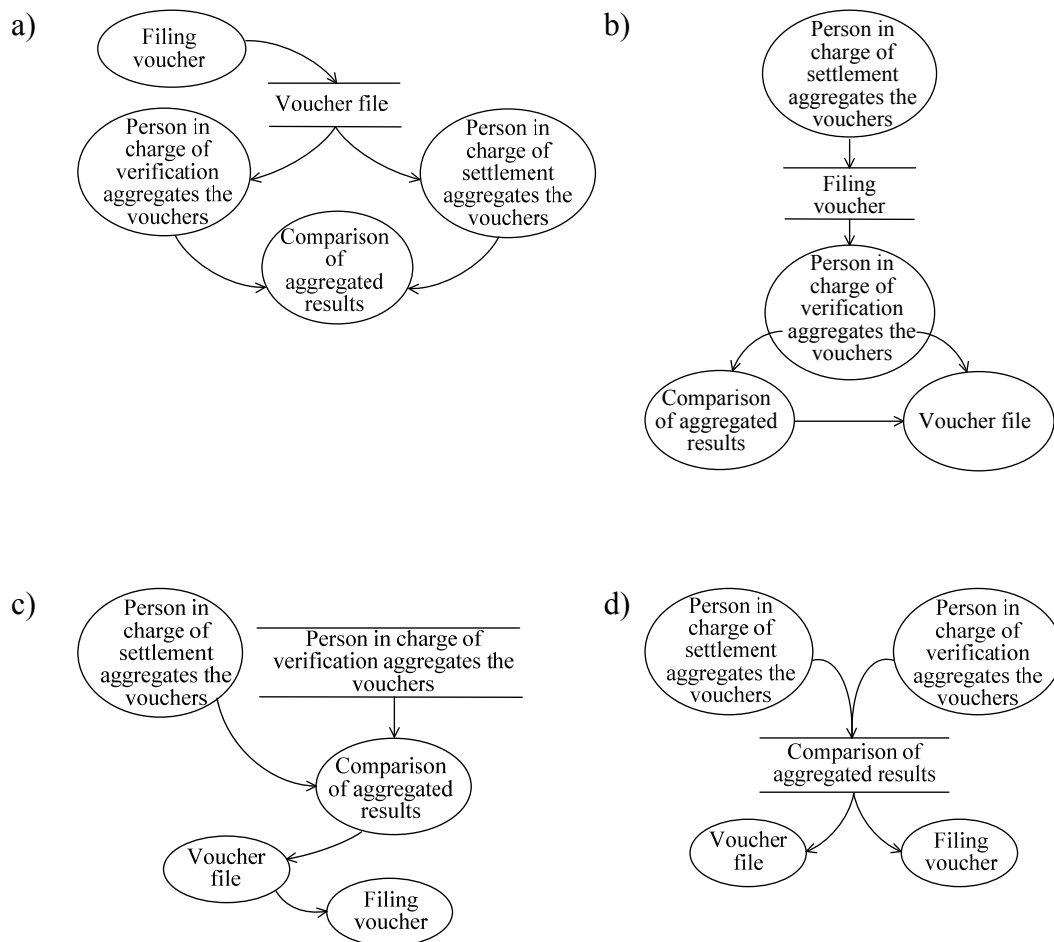 a)
Filing
voucher
Voucher file
Person in
charge of
verification
aggregates the
vouchers
Person in
charge of
settlement
aggregates the
vouchers
Comparison
of
aggregated
results
b)
Person in
charge of
settlement
aggregates the
vouchers
Filing
voucher
Person in
charge of
verification
aggregates the
vouchers
Comparison
of aggregated
results
Voucher file
c)
Person in
charge of
settlement
aggregates the
vouchers
Person in charge of
verification aggregates the
vouchers
Comparison
of aggregated
results
Voucher
file
Filing
voucher
d)
Person in
charge of
settlement
aggregates the
vouchers
Person in
charge of
verification
aggregates the
vouchers
Comparison of
aggregated results
Voucher
file
Filing
voucher